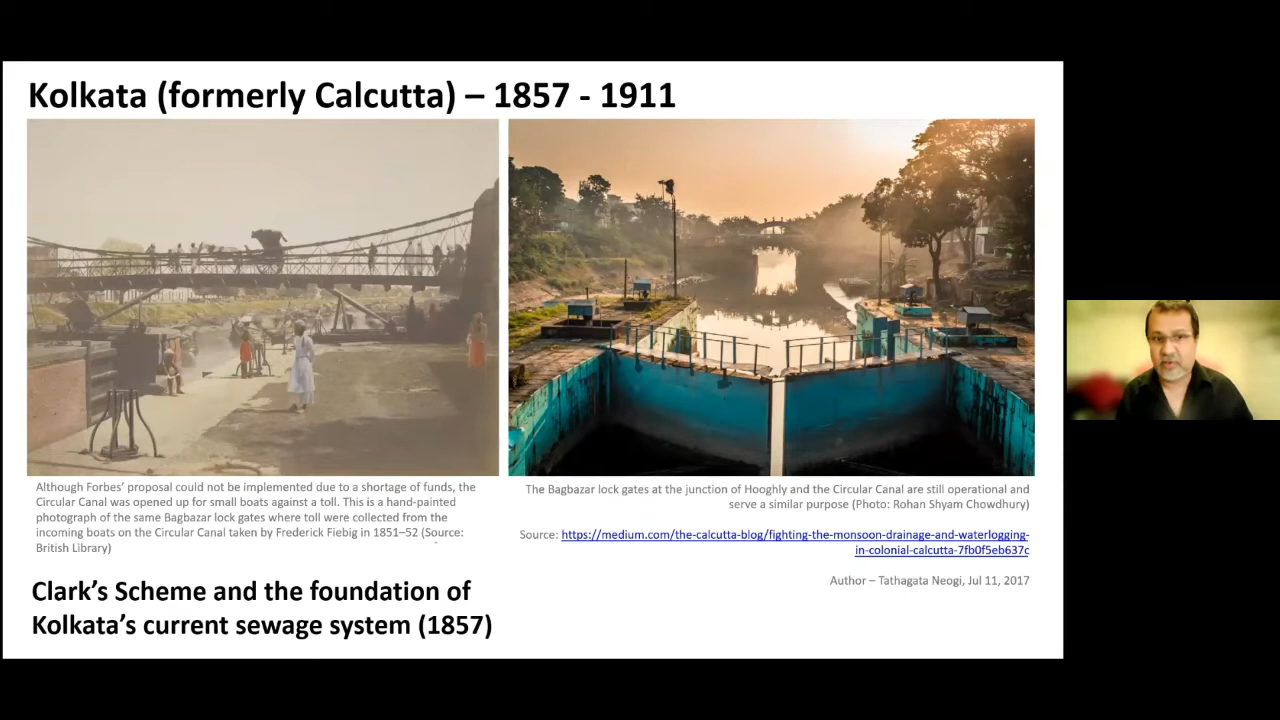 Kolkata (formerly Calcutta) – 1857 - 1911
Although Forbes' proposal could not be implemented due to a shortage of funds, the
Circular Canal was opened up for small boats against a toll. This is a hand-painted
photograph of the same Bagbazar lock gates where toll were collected from the
incoming boats on the Circular Canal taken by Frederick Fiebig in 1851–52 (Source:
British Library)
The Bagbazar lock gates at the junction of Hooghly and the Circular Canal are still operational and
serve a similar purpose (Photo: Rohan Shyam Chowdhury)
Source: https://medium.com/the-calcutta-blog/fighting-the-monsoon-drainage-and-waterlogging-
in-colonial-calcutta-7fb0f5eb637c
Author – Tathagata Neogi, Jul 11, 2017
Clark's Scheme and the foundation of
Kolkata's current sewage system (1857)